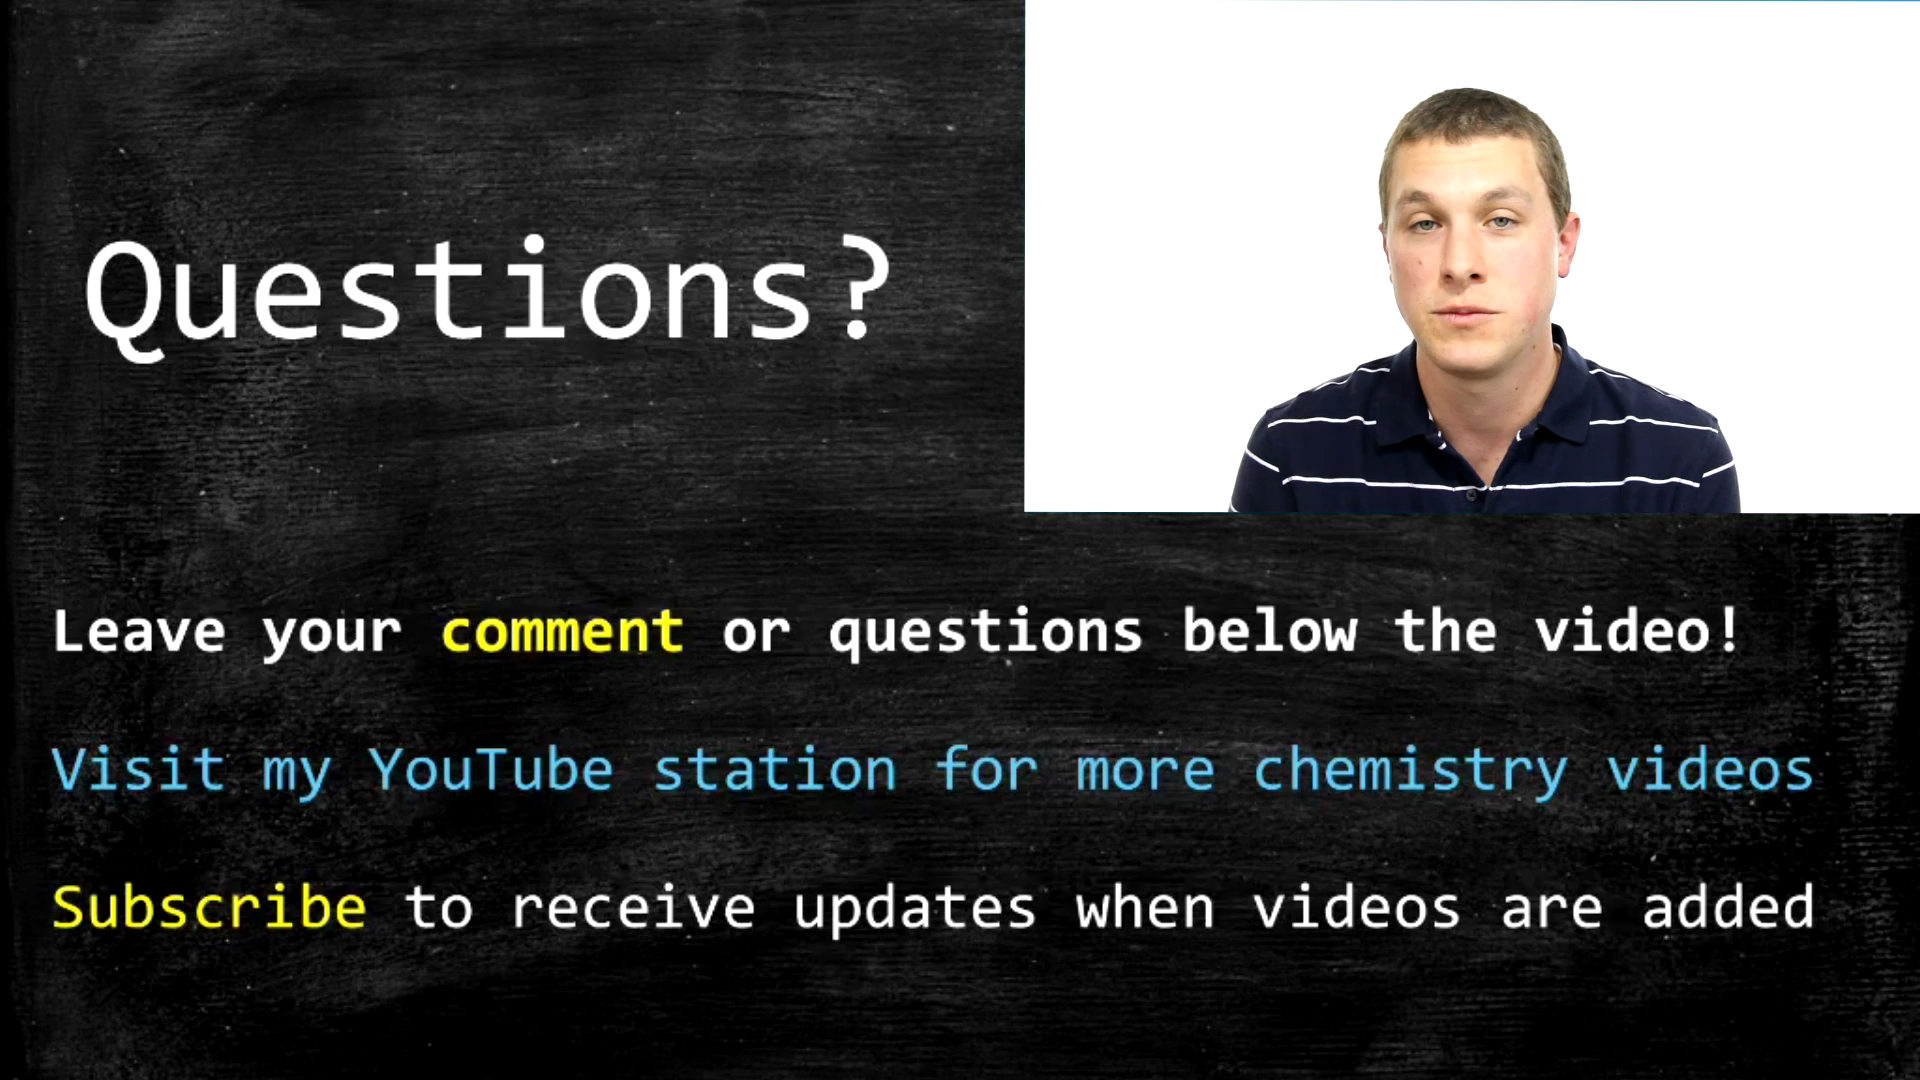 Questions?
Leave your comment or questions below the video!
Visit my YouTube station for more chemistry videos
Subscribe to receive updates when videos are added